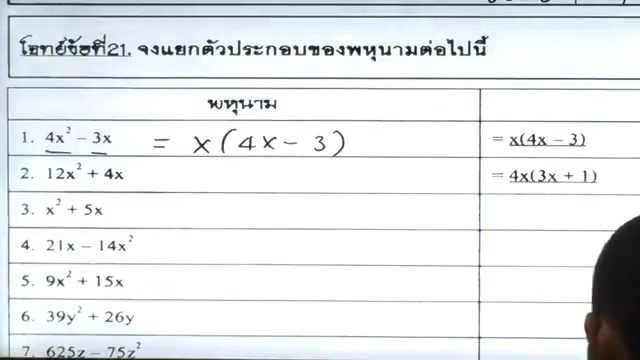 โจทย์ข้อที่21. จงแยกตัวประกอบของพหุนามต่อไปนี้
พหุนาม
1. 4x² – 3x = x(4x – 3) = x(4x – 3)
2. 12x² + 4x = 4x(3x + 1)
3. x² + 5x
4. 21x – 14x²
5. 9x² + 15x
6. 39y² + 26y
7. 625z – 75z²